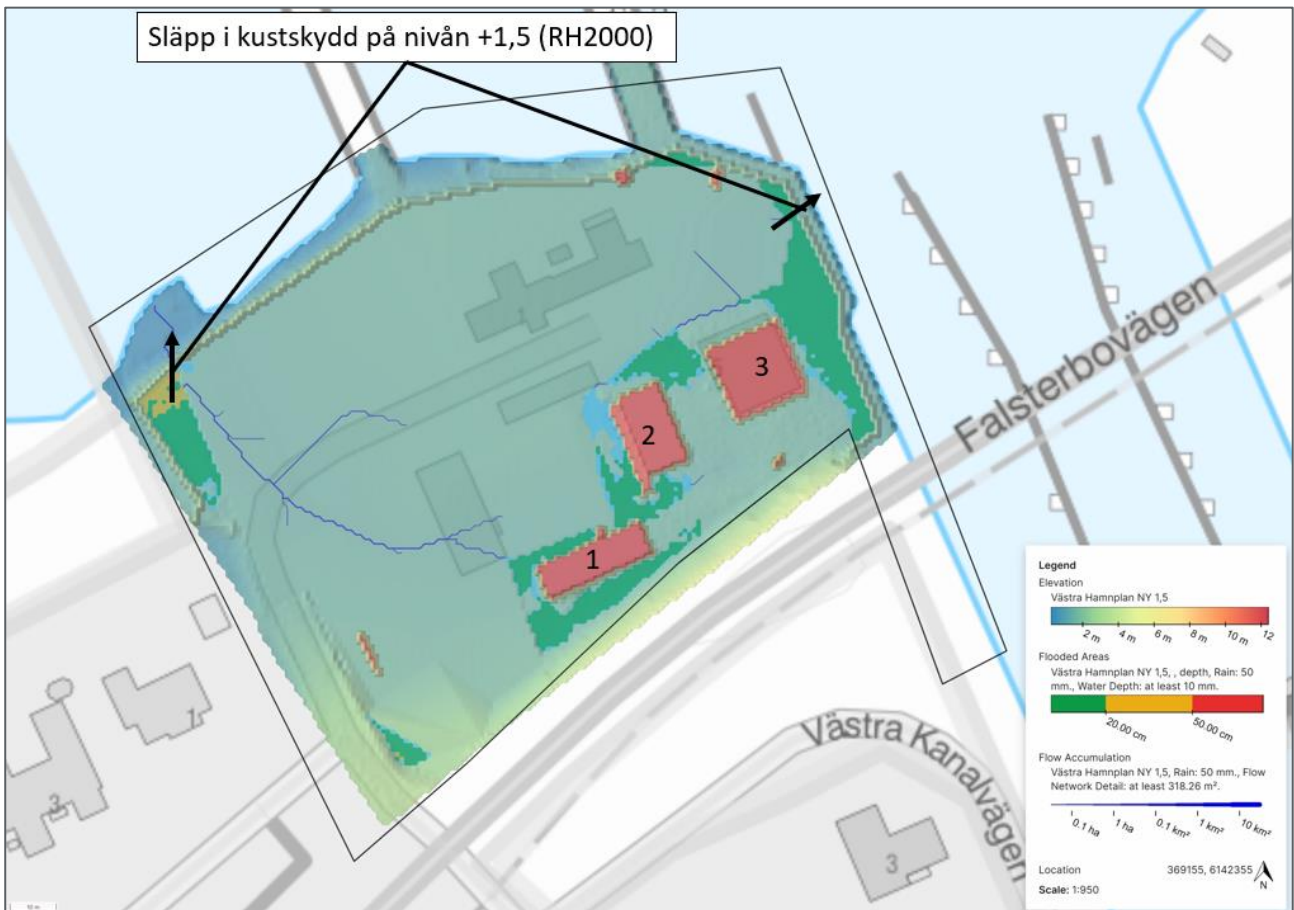 Släpp i kustskydd på nivån +1,5 (RH2000)
3
2
1
Falsterbovägen
Västra Kanalvägen
1
3
3
Legend
Elevation
Västra Hamnplan NY 1,5
2 m 4 m 6 m 8 m 10 m 12
Flooded Areas
Västra Hamnplan NY 1,5, , depth, Rain: 50
mm., Water Depth: at least 10 mm.
20.00 cm 50.00 cm
Flow Accumulation
Västra Hamnplan NY 1,5, Rain: 50 mm., Flow
Network Detail: at least 318.26 m².
0.1 ha 1 ha 0.1 km² 1 km² 10 km²
Location 369155, 6142355
N
Scale: 1:950